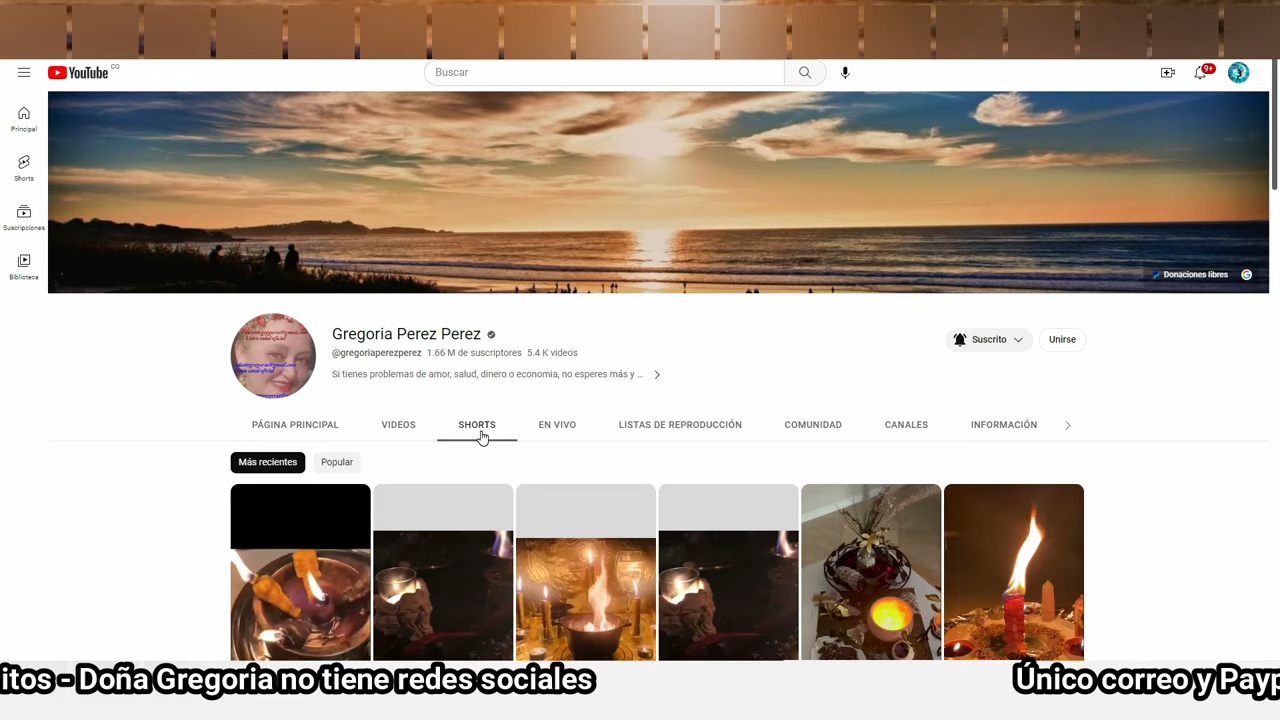 YouTube CO
Buscar
9+
Principal
Shorts
Suscripciones
Biblioteca
Donaciones libres
Gregoria Perez Perez
@gregoriaperezperez 1.66 M de suscriptores 5.4 K videos
Si tienes problemas de amor, salud, dinero o economia, no esperes más y ...
Suscrito
Unirse
PÁGINA PRINCIPAL VIDEOS SHORTS EN VIVO LISTAS DE REPRODUCCIÓN COMUNIDAD CANALES INFORMACIÓN
Más recientes Popular
itos - Doña Gregoria no tiene redes sociales
Único correo y Payp